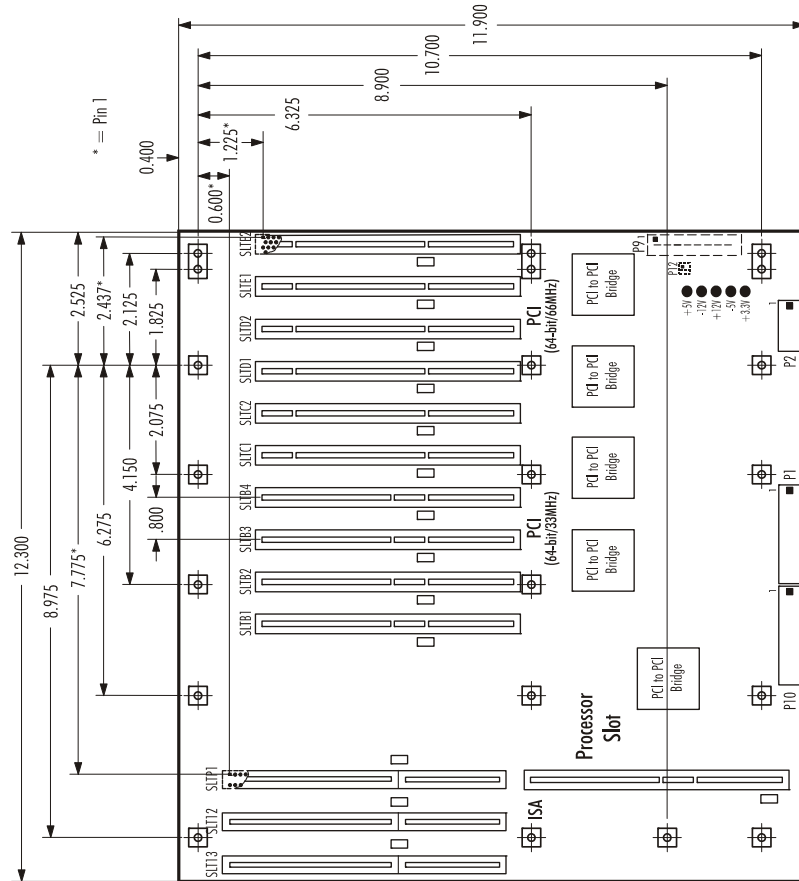 11.900
10.700
8.900
6.325
1.225*
0.600*
0.400
* = Pin 1
2.525
2.437*
2.125
1.825
2.075
4.150
.800
6.275
7.775*
8.975
12.300
SLTE2
SLTE1
SLTD2
SLTD1
SLTC2
SLTC1
SLTB4
SLTB3
SLTB2
SLTB1
SLTP1
SLT12
SLT13
PCI
(64-bit/66MHz)
PCI
(64-bit/33MHz)
PCI to PCI
Bridge
PCI to PCI
Bridge
PCI to PCI
Bridge
PCI to PCI
Bridge
PCI to PCI
Bridge
Processor
Slot
ISA
P9
1
P12
+5V
-12V
+12V
-5V
+3.3V
1
P2
1
P1
1
P10